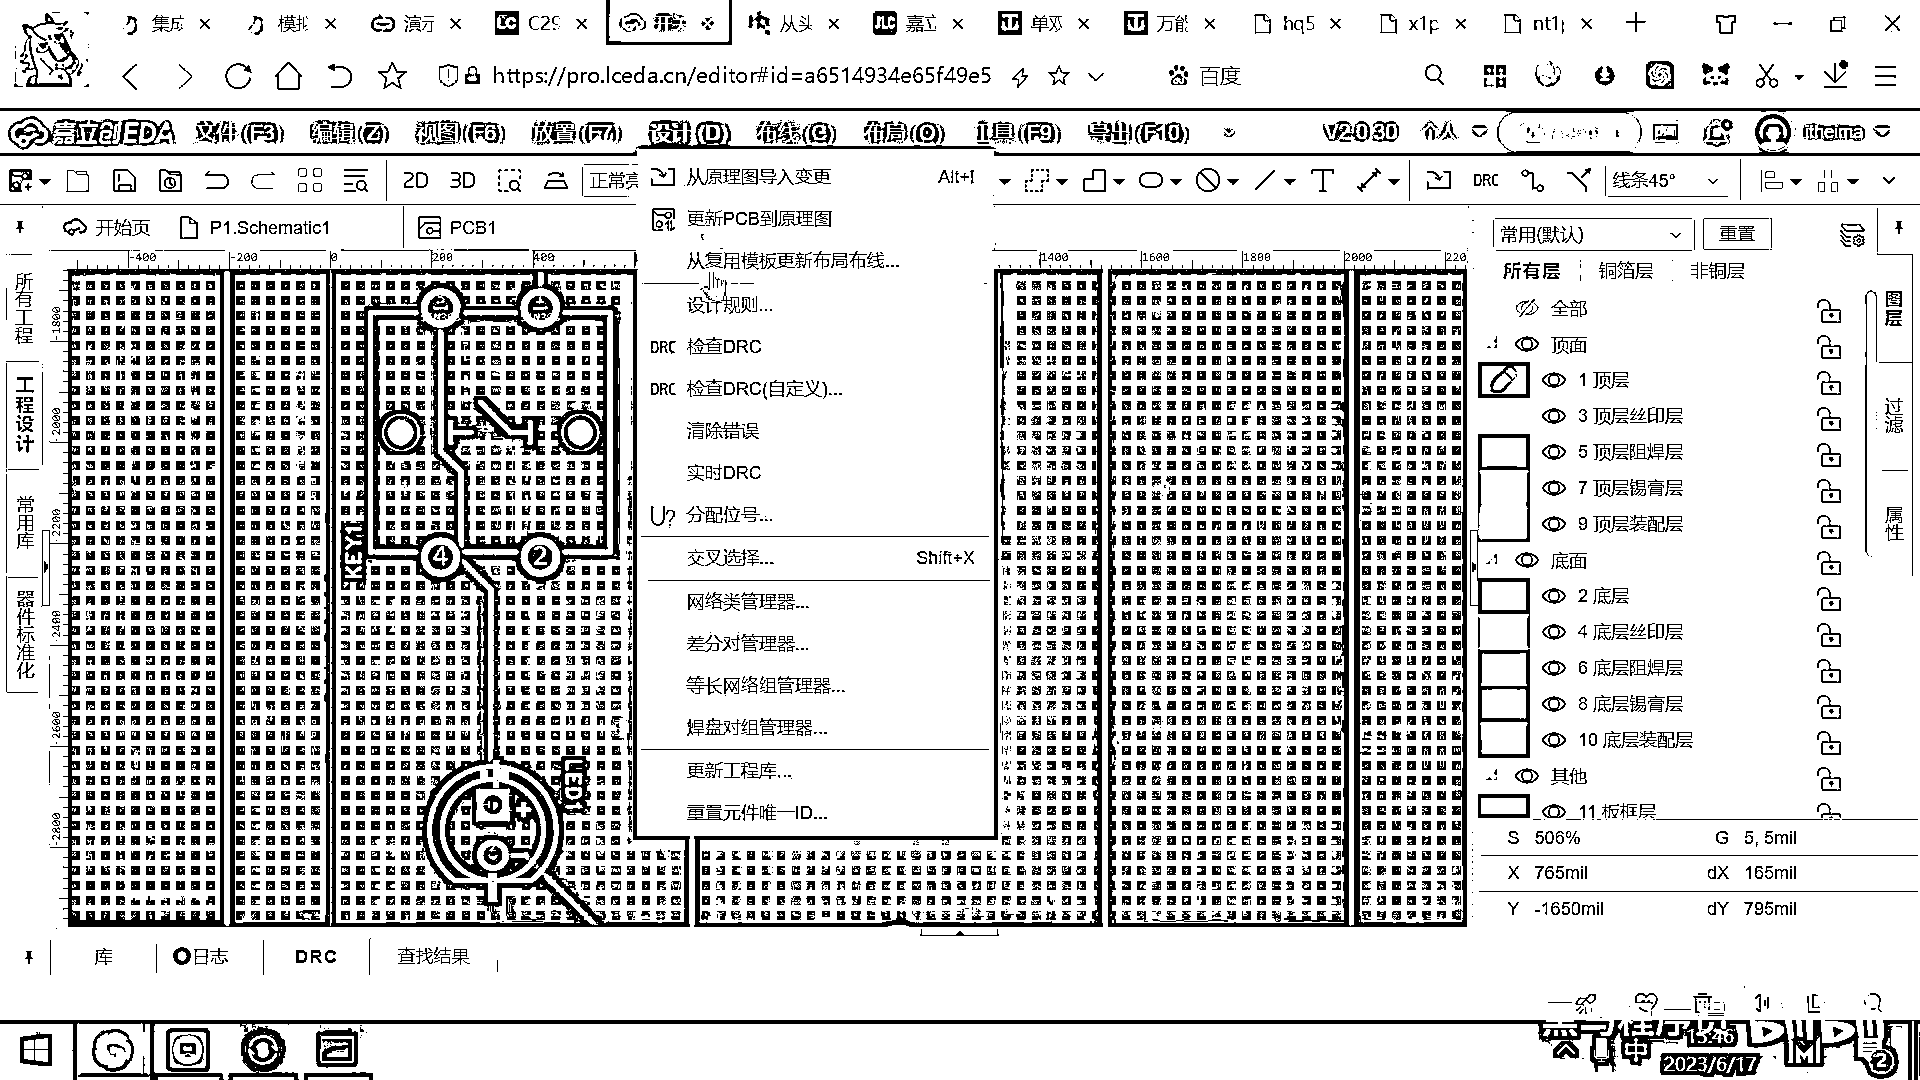 集成 模拟 演示 C29 开 从头 嘉立 单双 万能 hq5 x1p nt1
https://pro.lceda.cn/editor#id=a6514934e65f49e5 百度
嘉立创EDA 文件(F3) 编辑(Z) 视图(F6) 放置(F7) 设计(D) 布线(G) 布局(O) 工具(F9) 导出(F10) V2.0.30 个人 itheima
2D 3D 正常亮 DRC 线条45°
开始页 P1.Schematic1 PCB1
-400 -200 0 200 400 1400 1600 1800 2000 220
-1800
-2000
-2200
-2400
-2600
-2800
所有工程
工程设计
常用库
器件标准化
KEY1
4 2
从原理图导入变更 Alt+I
更新PCB到原理图
从复用模板更新布局布线...
设计规则...
DRC 检查DRC
DRC 检查DRC(自定义)...
清除错误
实时DRC
U? 分配位号...
交叉选择... Shift+X
网络类管理器...
差分对管理器...
等长网络组管理器...
焊盘对组管理器...
更新工程库...
重置元件唯一ID...
常用(默认) 重置
所有层 铜箔层 非铜层
全部
顶面
1 顶层
3 顶层丝印层
5 顶层阻焊层
7 顶层锡膏层
9 顶层装配层
底面
2 底层
4 底层丝印层
6 底层阻焊层
8 底层锡膏层
10 底层装配层
其他
11 板框层
图层
过滤
属性
S 506% G 5, 5mil
X 765mil dX 165mil
Y -1650mil dY 795mil
库 日志 DRC 查找结果
中 15:46
2023/6/17 2